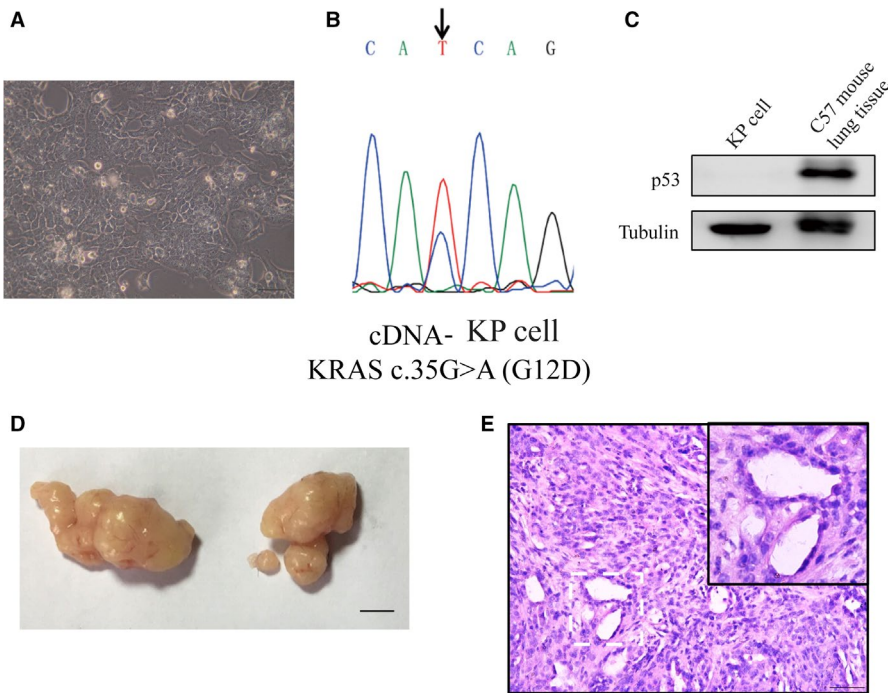 A
B
C
C A T C A G
KP cell
C57 mouse
lung tissue
p53
Tubulin
cDNA- KP cell
KRAS c.35G>A (G12D)
D
E